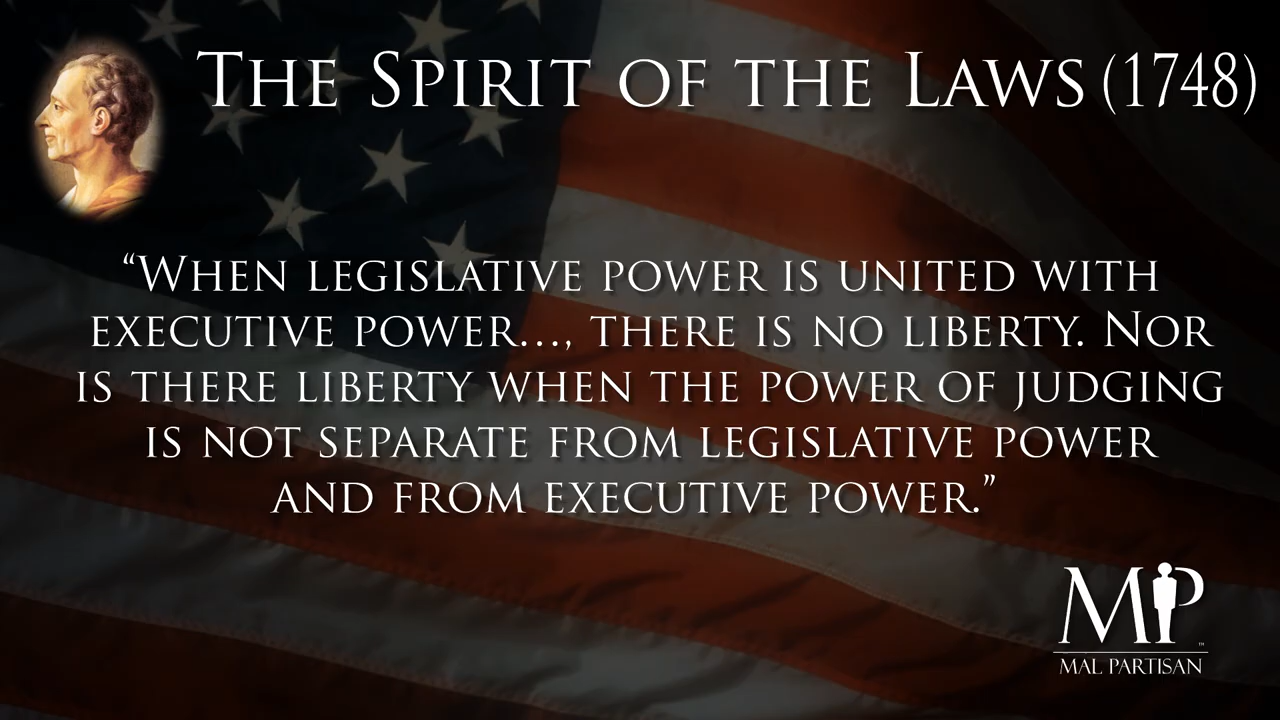 The Spirit of the Laws (1748)
“When legislative power is united with
executive power…, there is no liberty. Nor
is there liberty when the power of judging
is not separate from legislative power
and from executive power.”
MP™
MAL PARTISAN